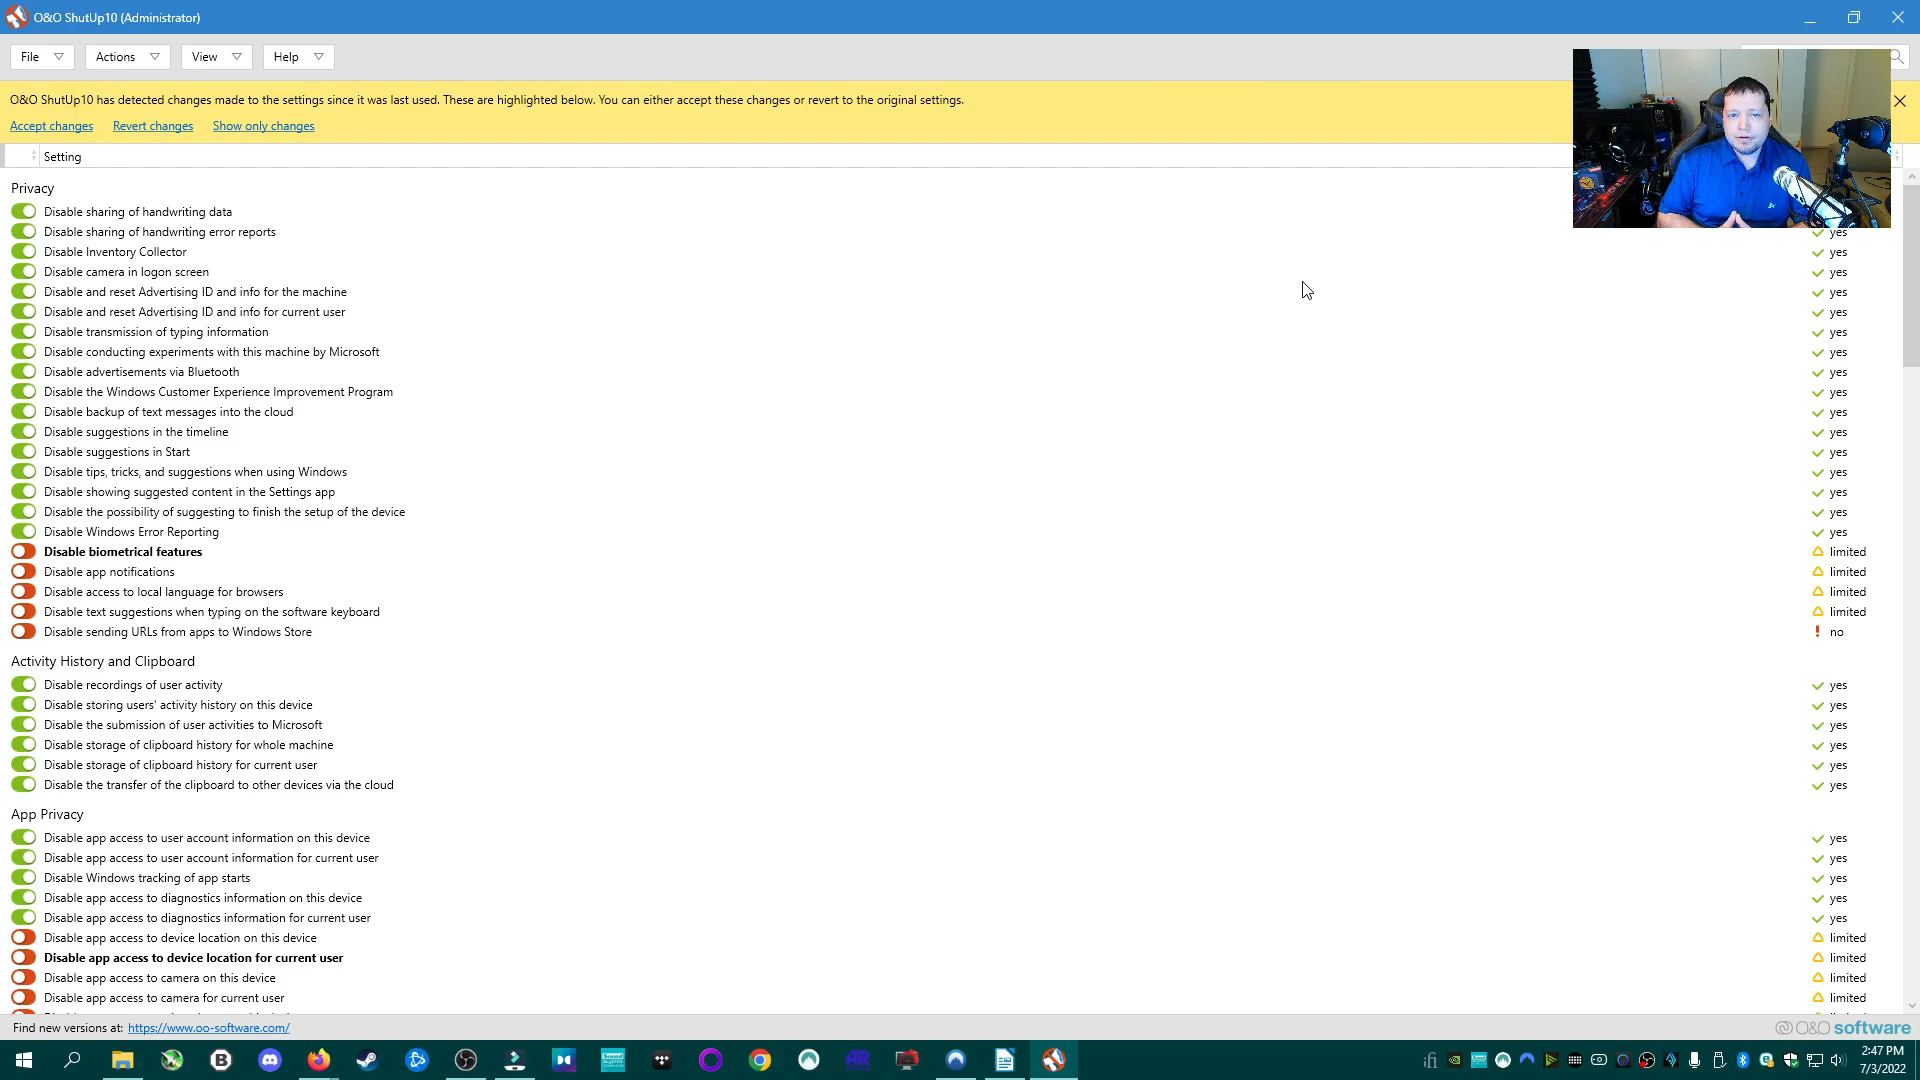 O&O ShutUp10 (Administrator)
File
Actions
View
Help
O&O ShutUp10 has detected changes made to the settings since it was last used. These are highlighted below. You can either accept these changes or revert to the original settings.
Accept changes
Revert changes
Show only changes
Setting
Privacy
Disable sharing of handwriting data
Disable sharing of handwriting error reports yes
Disable Inventory Collector yes
Disable camera in logon screen yes
Disable and reset Advertising ID and info for the machine yes
Disable and reset Advertising ID and info for current user yes
Disable transmission of typing information yes
Disable conducting experiments with this machine by Microsoft yes
Disable advertisements via Bluetooth yes
Disable the Windows Customer Experience Improvement Program yes
Disable backup of text messages into the cloud yes
Disable suggestions in the timeline yes
Disable suggestions in Start yes
Disable tips, tricks, and suggestions when using Windows yes
Disable showing suggested content in the Settings app yes
Disable the possibility of suggesting to finish the setup of the device yes
Disable Windows Error Reporting yes
Disable biometrical features limited
Disable app notifications limited
Disable access to local language for browsers limited
Disable text suggestions when typing on the software keyboard limited
Disable sending URLs from apps to Windows Store no
Activity History and Clipboard
Disable recordings of user activity yes
Disable storing users' activity history on this device yes
Disable the submission of user activities to Microsoft yes
Disable storage of clipboard history for whole machine yes
Disable storage of clipboard history for current user yes
Disable the transfer of the clipboard to other devices via the cloud yes
App Privacy
Disable app access to user account information on this device yes
Disable app access to user account information for current user yes
Disable Windows tracking of app starts yes
Disable app access to diagnostics information on this device yes
Disable app access to diagnostics information for current user yes
Disable app access to device location on this device limited
Disable app access to device location for current user limited
Disable app access to camera on this device limited
Disable app access to camera for current user limited
Find new versions at: https://www.oo-software.com/
O&O software
2:47 PM
7/3/2022